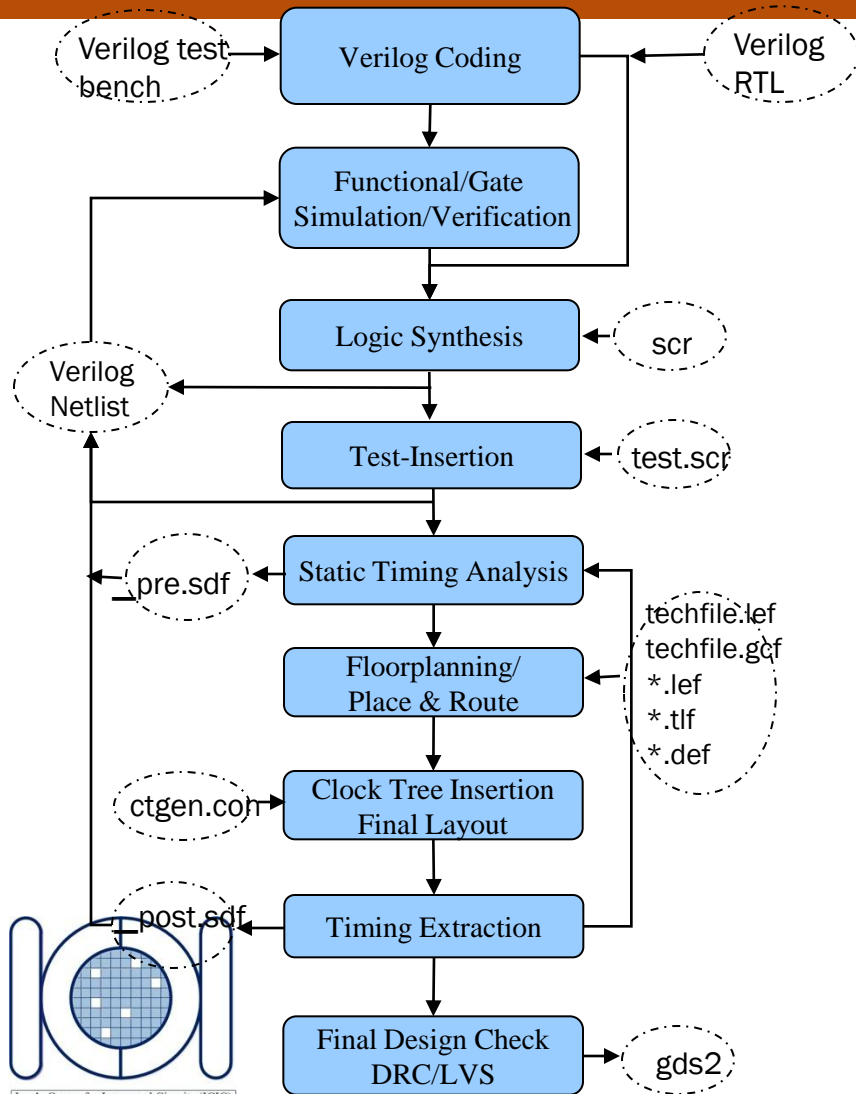 Verilog test
bench
Verilog Coding
Verilog
RTL
Functional/Gate
Simulation/Verification
Logic Synthesis
scr
Verilog
Netlist
Test-Insertion
test.scr
Static Timing Analysis
_pre.sdf
techfile.lef
techfile.gcf
*.lef
*.tlf
*.def
Floorplanning/
Place & Route
Clock Tree Insertion
Final Layout
ctgen.con
_post.sdf
Timing Extraction
Final Design Check
DRC/LVS
gds2